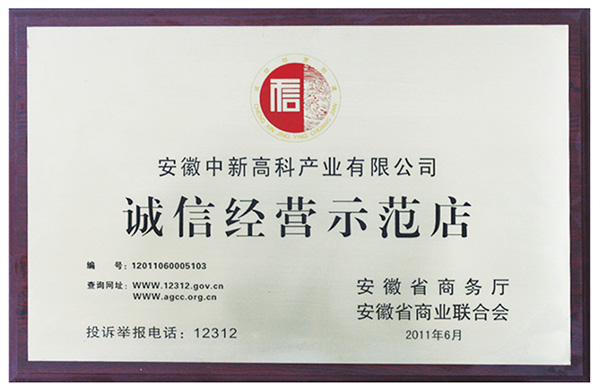 信
安徽中新高科产业有限公司
诚信经营示范店
编 号:12011060005103
查询网址:www.12312.gov.cn
www.agcc.org.cn
投诉举报电话:12312
安徽省商务厅
安徽省商业联合会
2011年6月